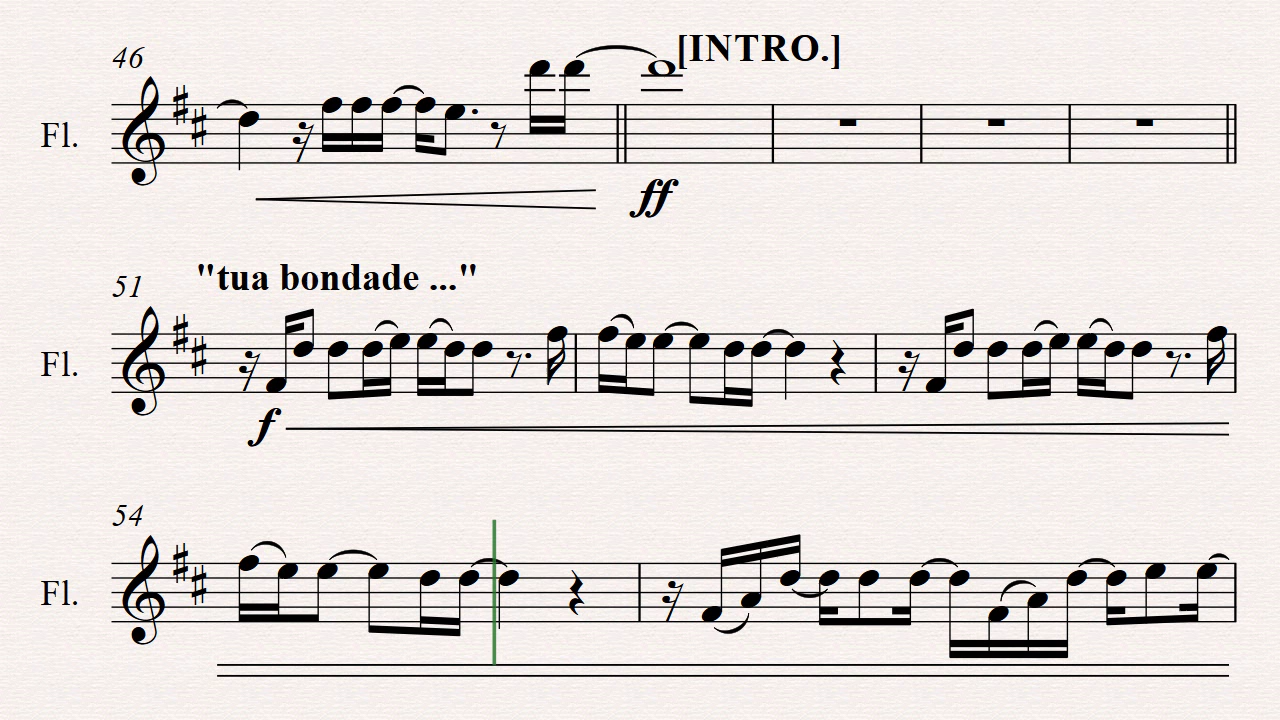 46
[INTRO.]
Fl.
ff
51
"tua bondade ..."
Fl.
f
54
Fl.